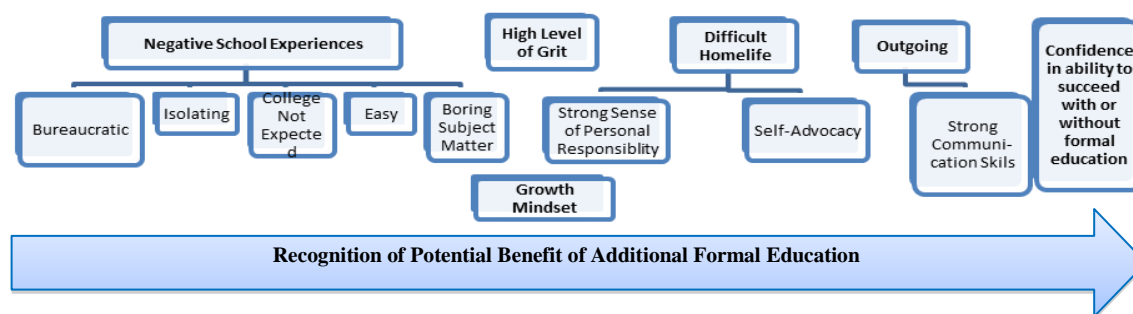 Negative School Experiences
Bureaucratic
Isolating
College
Not
Expecte
d
Easy
Boring
Subject
Matter
High Level
of Grit
Growth
Mindset
Difficult
Homelife
Strong Sense
of Personal
Responsiblity
Self-Advocacy
Outgoing
Strong
Communi-
cation Skils
Confidence
in ability to
succeed
with or
without
formal
education
Recognition of Potential Benefit of Additional Formal Education